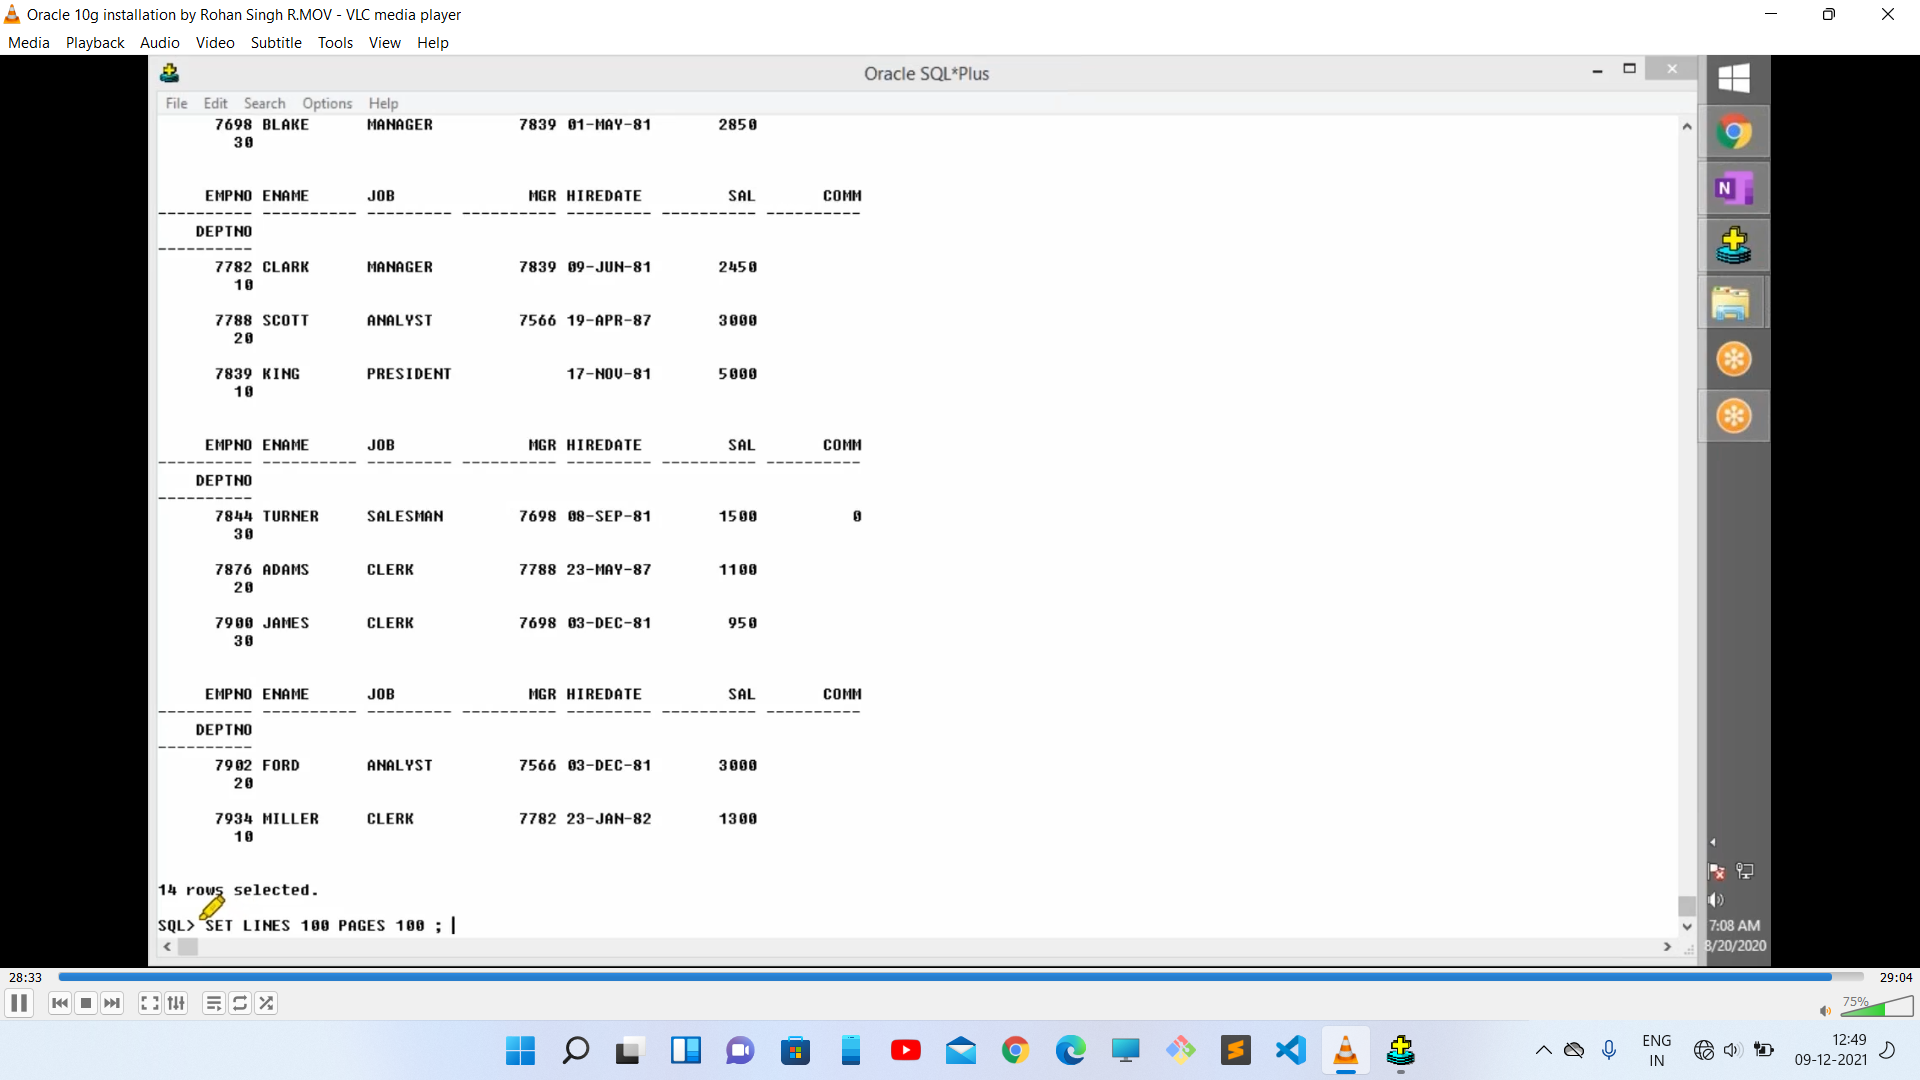 Oracle 10g installation by Rohan Singh R.MOV - VLC media player
Media Playback Audio Video Subtitle Tools View Help
Oracle SQL*Plus
File Edit Search Options Help
7698 BLAKE MANAGER 7839 01-MAY-81 2850
30
EMPNO ENAME JOB MGR HIREDATE SAL COMM
---------- ---------- --------- ---------- --------- ---------- ----------
DEPTNO
----------
7782 CLARK MANAGER 7839 09-JUN-81 2450
10
7788 SCOTT ANALYST 7566 19-APR-87 3000
20
7839 KING PRESIDENT 17-NOV-81 5000
10
EMPNO ENAME JOB MGR HIREDATE SAL COMM
---------- ---------- --------- ---------- --------- ---------- ----------
DEPTNO
----------
7844 TURNER SALESMAN 7698 08-SEP-81 1500 0
30
7876 ADAMS CLERK 7788 23-MAY-87 1100
20
7900 JAMES CLERK 7698 03-DEC-81 950
30
EMPNO ENAME JOB MGR HIREDATE SAL COMM
---------- ---------- --------- ---------- --------- ---------- ----------
DEPTNO
----------
7902 FORD ANALYST 7566 03-DEC-81 3000
20
7934 MILLER CLERK 7782 23-JAN-82 1300
10
14 rows selected.
SQL> SET LINES 100 PAGES 100 ;
N
7:08 AM
8/20/2020
28:33 29:04
75%
ENG
IN
12:49
09-12-2021